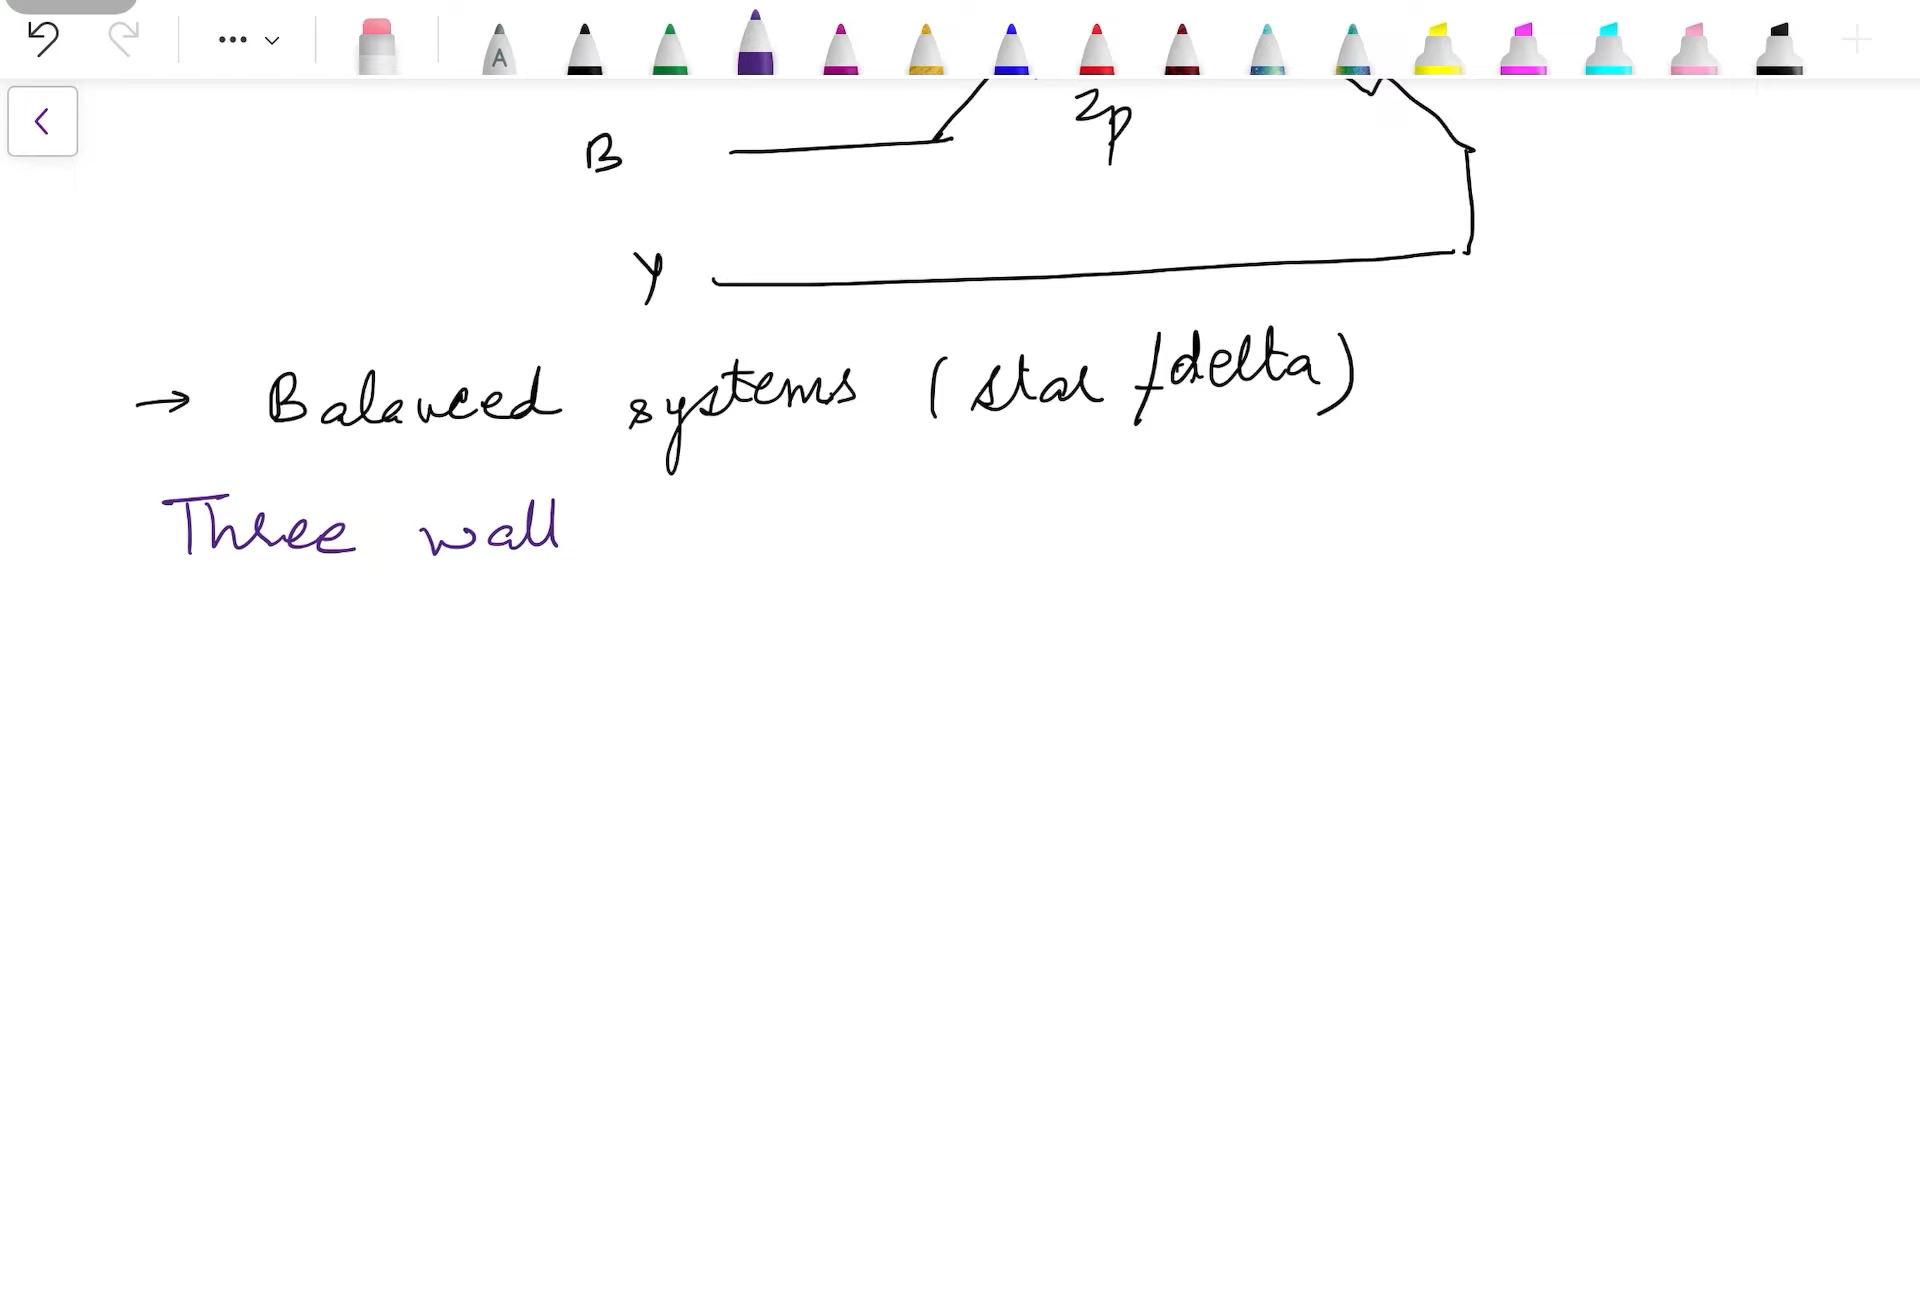 A
Zp
B
Y
→ Balanced systems (star/delta)
Three wall